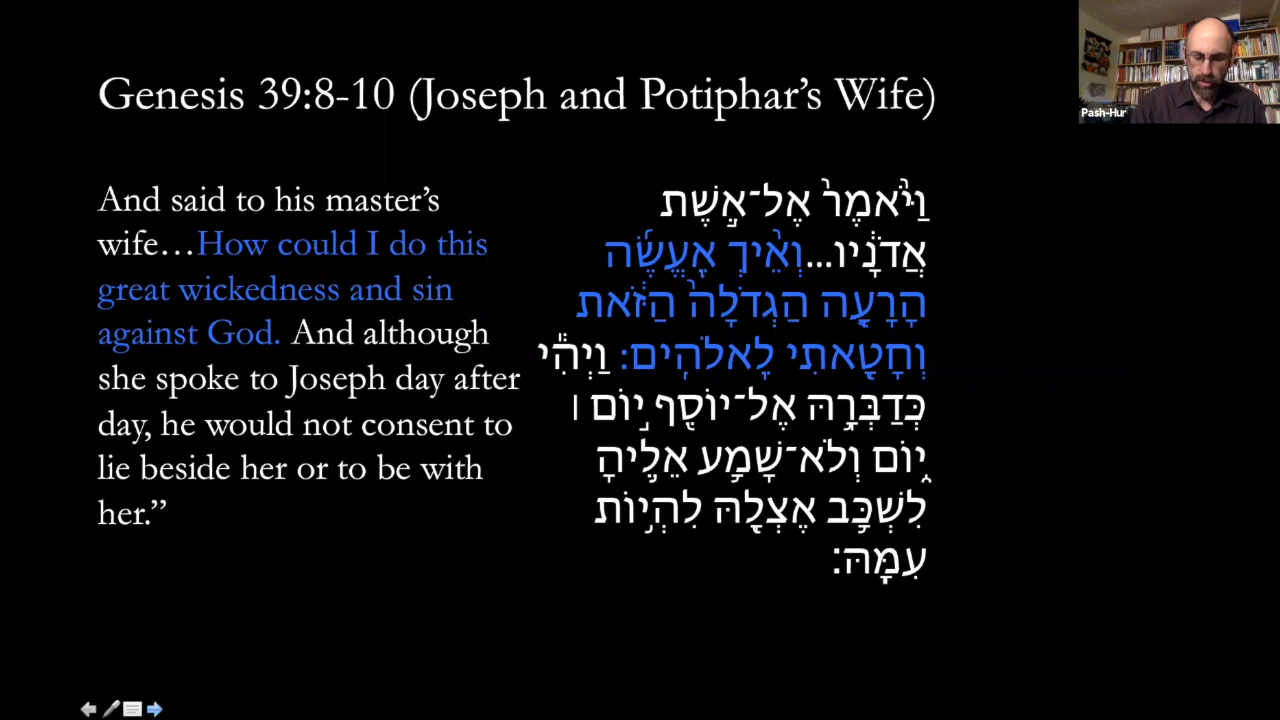 Genesis 39:8-10 (Joseph and Potiphar’s Wife)
And said to his master’s
wife…How could I do this
great wickedness and sin
against God. And although
she spoke to Joseph day after
day, he would not consent to
lie beside her or to be with
her.”
וַיֹּ֨אמֶר֙ אֶל־אֵ֣שֶׁת
אֲדֹנָ֔יו...וְאֵ֨יךְ אֶֽעֱשֶׂ֜ה
הָרָעָ֤ה הַגְּדֹלָה֙ הַזֹּ֔את
וְחָטָ֖אתִי לֵֽאלֹהִֽים׃ וַיְהִ֕י
כְּדַבְּרָ֥הּ אֶל־יוֹסֵ֖ף י֣וֹם ׀
י֑וֹם וְלֹא־שָׁמַ֥ע אֵלֶ֛יהָ
לִשְׁכַּ֥ב אֶצְלָ֖הּ לִהְי֥וֹת
עִמָּֽהּ׃
Pash-Hur